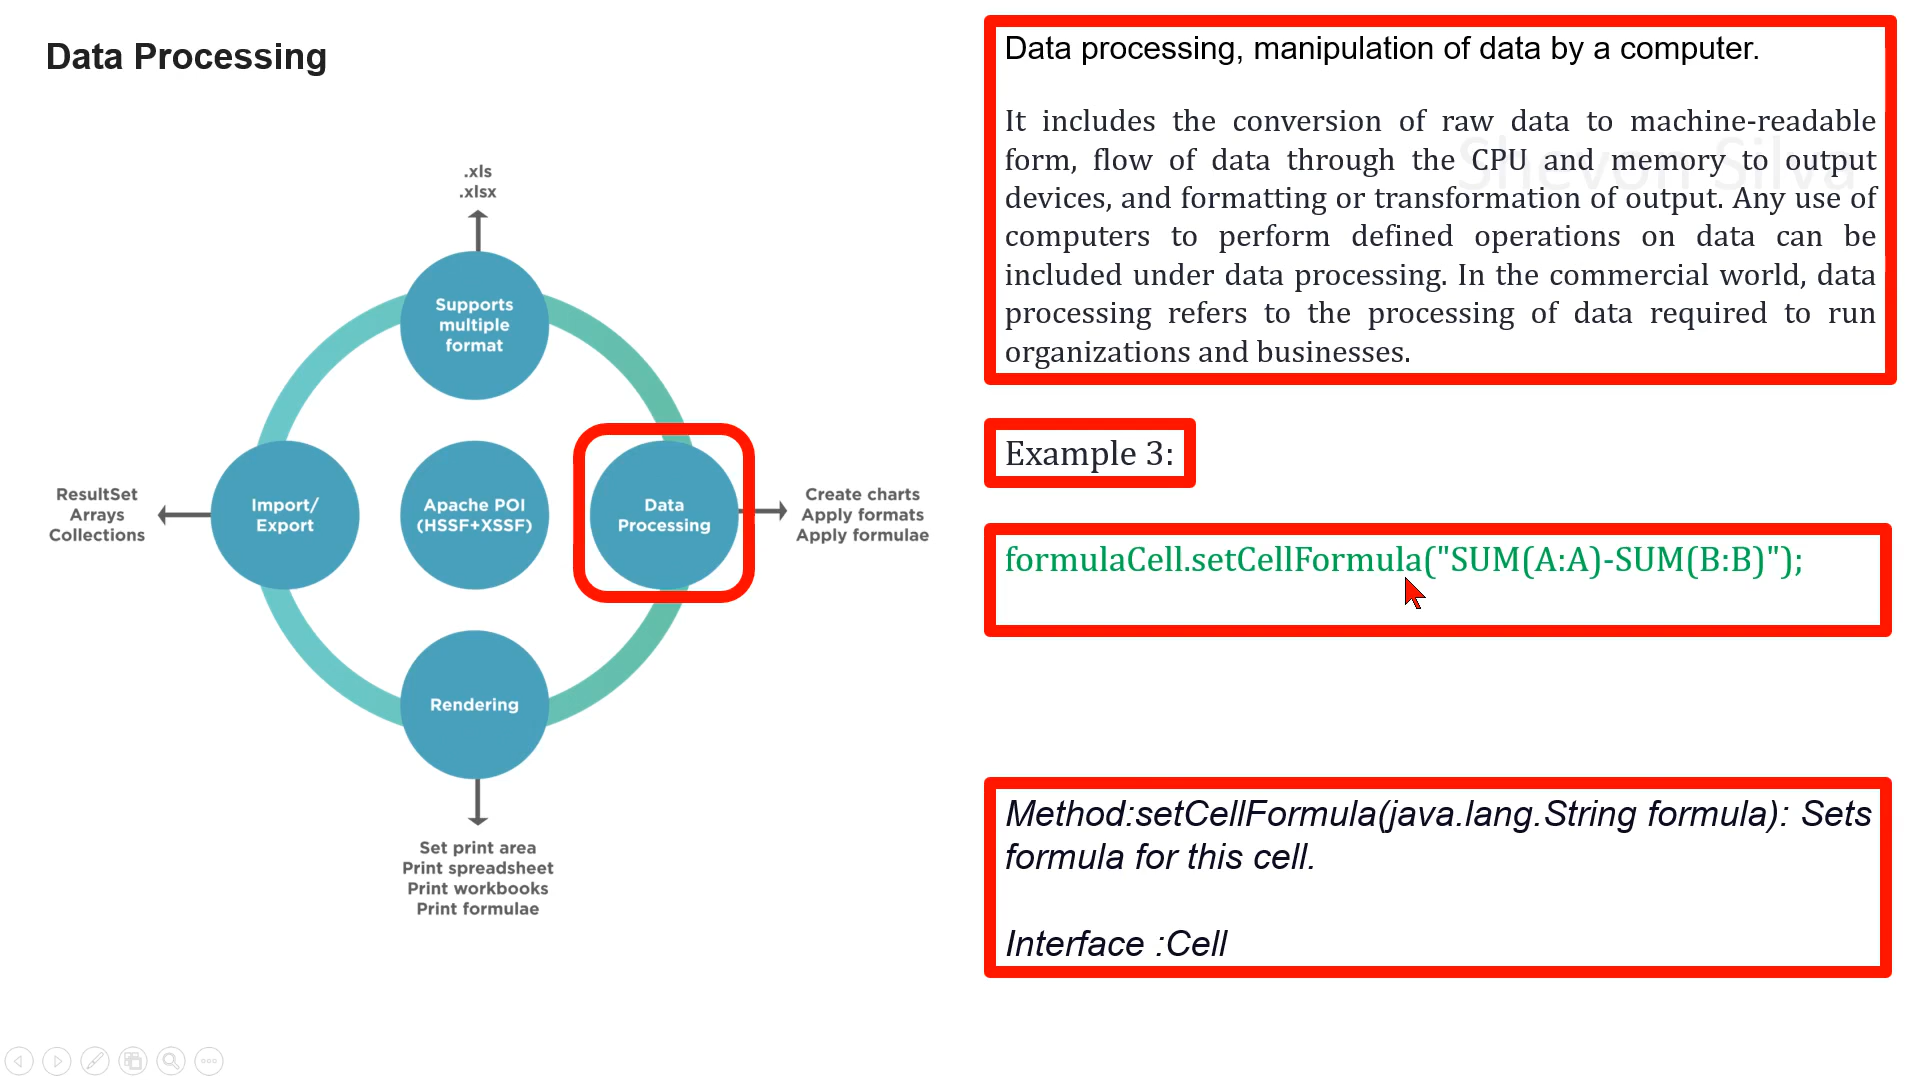 Data Processing
.xls
.xlsx
Supports
multiple
format
ResultSet
Arrays
Collections
Import/
Export
Apache POI
(HSSF+XSSF)
Data
Processing
Create charts
Apply formats
Apply formulae
Rendering
Set print area
Print spreadsheet
Print workbooks
Print formulae
Data processing, manipulation of data by a computer.
It includes the conversion of raw data to machine-readable
form, flow of data through the CPU and memory to output
devices, and formatting or transformation of output. Any use of
computers to perform defined operations on data can be
included under data processing. In the commercial world, data
processing refers to the processing of data required to run
organizations and businesses.
Shevon Silva
Example 3:
formulaCell.setCellFormula("SUM(A:A)-SUM(B:B)");
Method:setCellFormula(java.lang.String formula): Sets
formula for this cell.
Interface :Cell